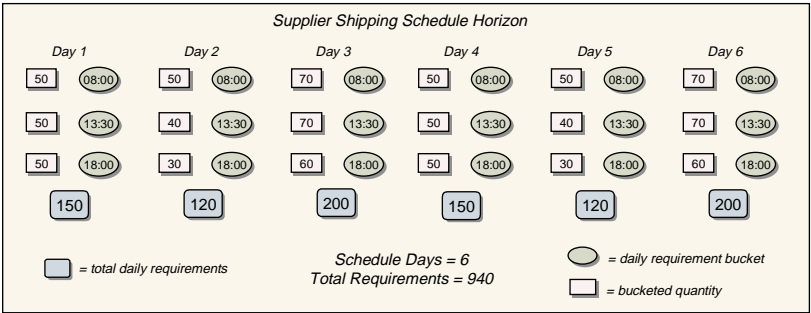 Supplier Shipping Schedule Horizon
Day 1 Day 2 Day 3 Day 4 Day 5 Day 6
50 08:00 50 08:00 70 08:00 50 08:00 50 08:00 70 08:00
50 13:30 40 13:30 70 13:30 50 13:30 40 13:30 70 13:30
50 18:00 30 18:00 60 18:00 50 18:00 30 18:00 60 18:00
150 120 200 150 120 200
= total daily requirements
Schedule Days = 6
Total Requirements = 940
= daily requirement bucket
= bucketed quantity